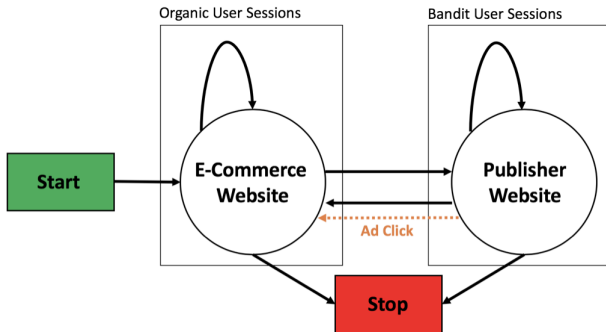 Organic User Sessions
Bandit User Sessions
Start
E-Commerce
Website
Publisher
Website
Ad Click
Stop